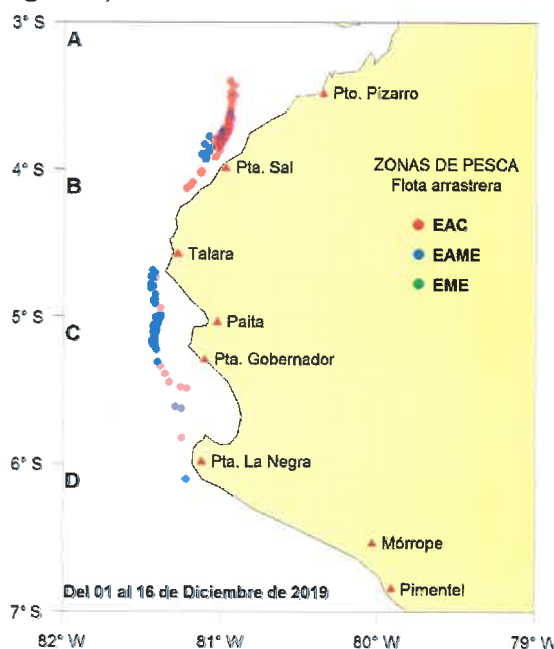 3° S
A
Pto. Pizarro
4° S
Pta. Sal
ZONAS DE PESCA
Flota arrastrera
B
EAC
Talara
EAME
EME
5° S
C
Paita
Pta. Gobernador
6° S
D
Pta. La Negra
Mórrope
Del 01 al 16 de Diciembre de 2019
Pimentel
7° S
82° W
81° W
80° W
79° W